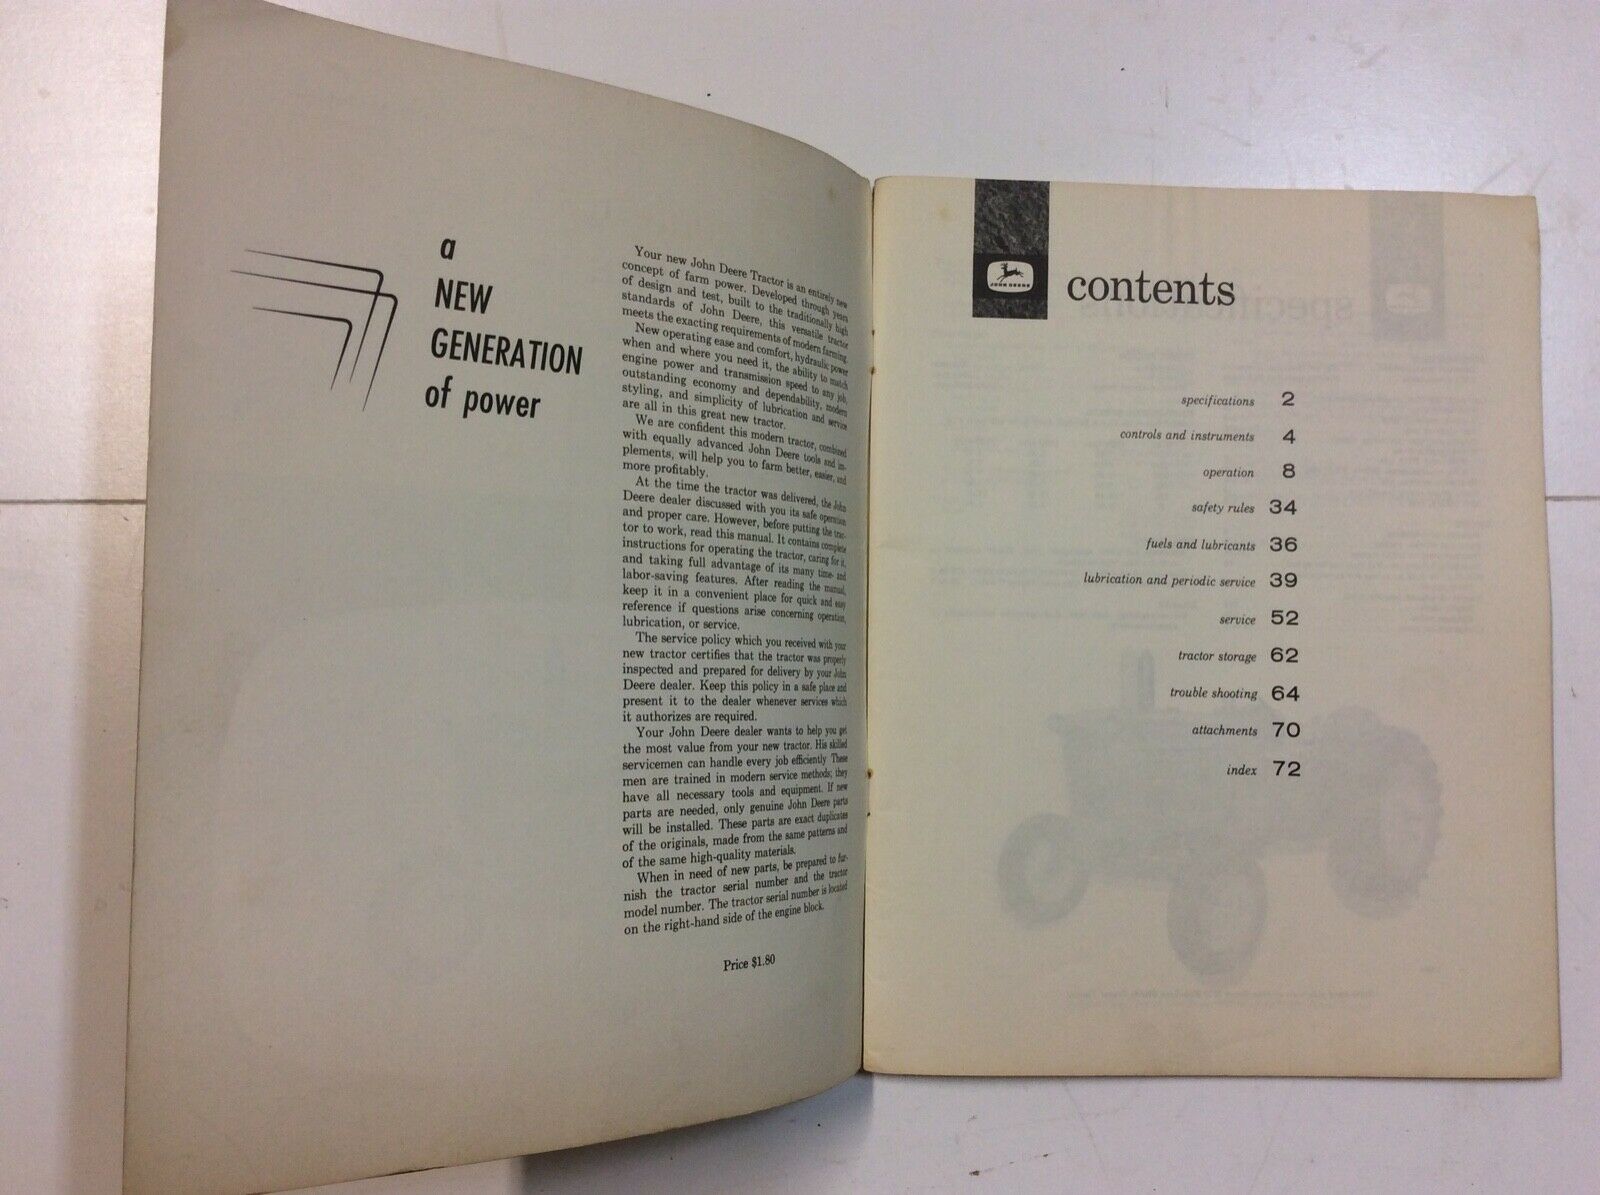 a
NEW
GENERATION
of power
Your new John Deere Tractor is an entirely new
concept of farm power. Developed through years
of design and test, built to the traditionally high
standards of John Deere, this versatile tractor
meets the exacting requirements of modern farming.
New operating ease and comfort, hydraulic power
when and where you need it, the ability to match
engine power and transmission speed to any job,
outstanding economy and dependability, modern
styling, and simplicity of lubrication and service
are all in this great new tractor.
We are confident this modern tractor, combined
with equally advanced John Deere tools and im-
plements, will help you to farm better, easier, and
more profitably.
At the time the tractor was delivered, the John
Deere dealer discussed with you its safe operation
and proper care. However, before putting the trac-
tor to work, read this manual. It contains complete
instructions for operating the tractor, caring for it,
and taking full advantage of its many time- and
labor-saving features. After reading the manual,
keep it in a convenient place for quick and easy
reference if questions arise concerning operation,
lubrication, or service.
The service policy which you received with your
new tractor certifies that the tractor was properly
inspected and prepared for delivery by your John
Deere dealer. Keep this policy in a safe place and
present it to the dealer whenever services which
it authorizes are required.
Your John Deere dealer wants to help you get
the most value from your new tractor. His skilled
servicemen can handle every job efficiently These
men are trained in modern service methods; they
have all necessary tools and equipment. If new
parts are needed, only genuine John Deere parts
will be installed. These parts are exact duplicates
of the originals, made from the same patterns and
of the same high-quality materials.
When in need of new parts, be prepared to fur-
nish the tractor serial number and the tractor
model number. The tractor serial number is located
on the right-hand side of the engine block.
Price $1.80
JOHN DEERE
contents
specifications 2
controls and instruments 4
operation 8
safety rules 34
fuels and lubricants 36
lubrication and periodic service 39
service 52
tractor storage 62
trouble shooting 64
attachments 70
index 72